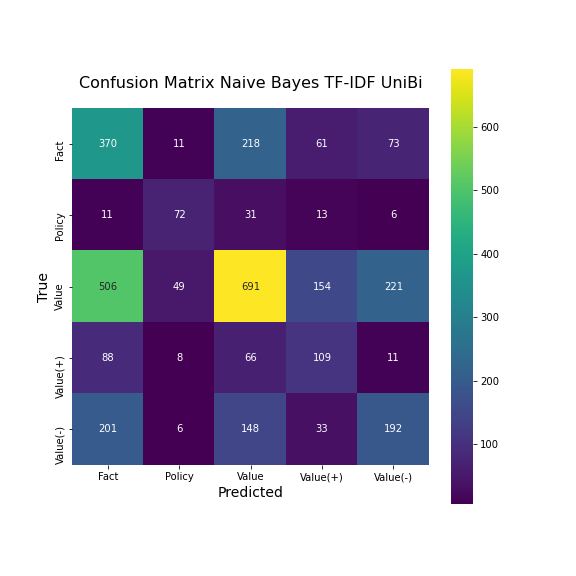 Confusion Matrix Naive Bayes TF-IDF UniBi
Fact 370 11 218 61 73
Policy 11 72 31 13 6
Value 506 49 691 154 221
Value(+) 88 8 66 109 11
Value(-) 201 6 148 33 192
Fact Policy Value Value(+) Value(-)
True
Predicted
600
500
400
300
200
100